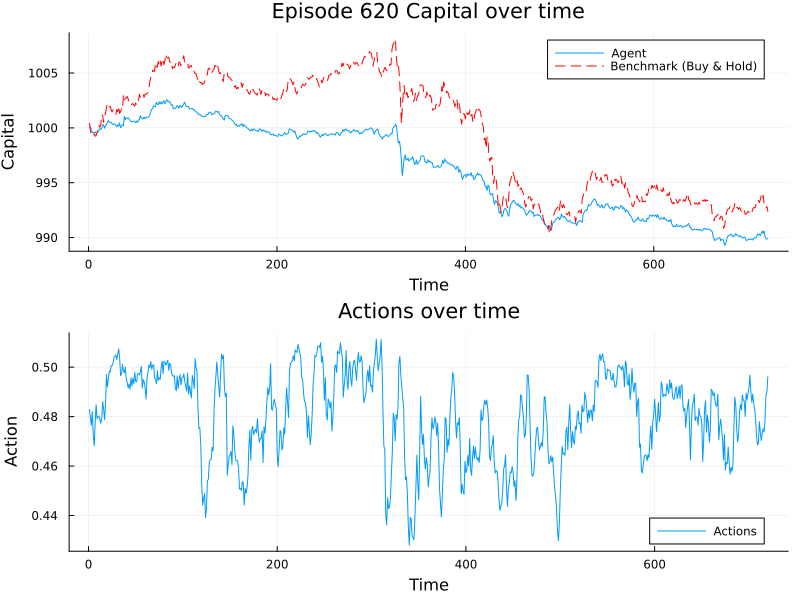 Episode 620 Capital over time
Capital
1005
1000
995
990
Agent
Benchmark (Buy & Hold)
0
200
400
600
Time
Actions over time
Action
0.50
0.48
0.46
0.44
Actions
0
200
400
600
Time